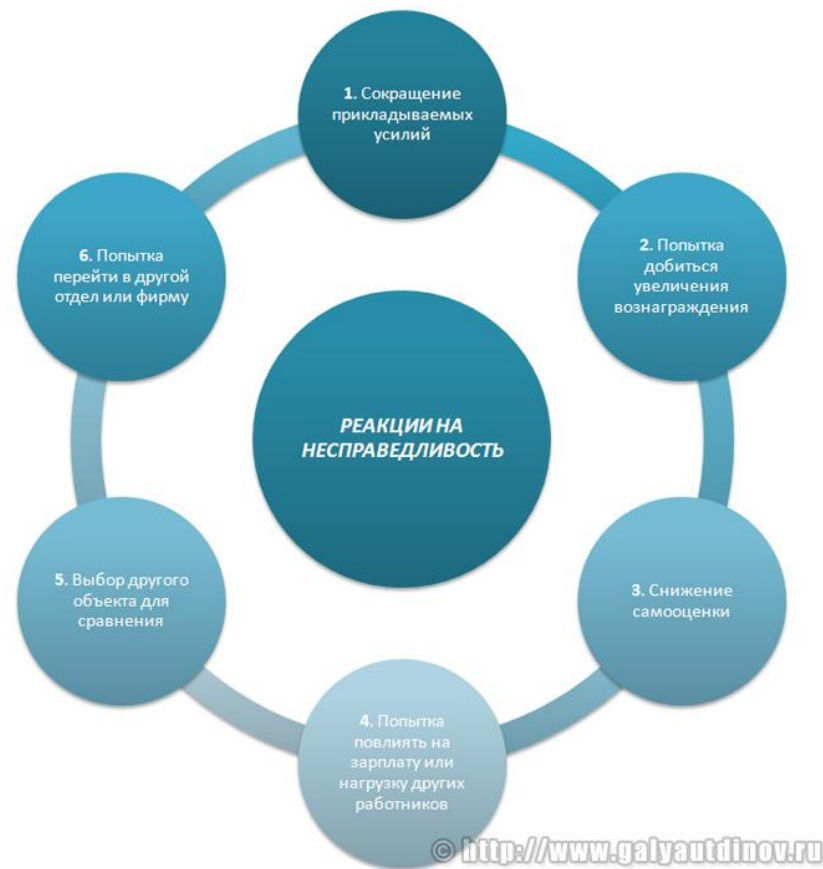 1. Сокращение
прикладываемых
усилий
2. Попытка
добиться
увеличения
вознаграждения
3. Снижение
самооценки
4. Попытка
повлиять на
зарплату или
нагрузку других
работников
5. Выбор другого
объекта для
сравнения
6. Попытка
перейти в другой
отдел или фирму
РЕАКЦИИ НА
НЕСПРАВЕДЛИВОСТЬ
© http://www.galyautdinov.ru